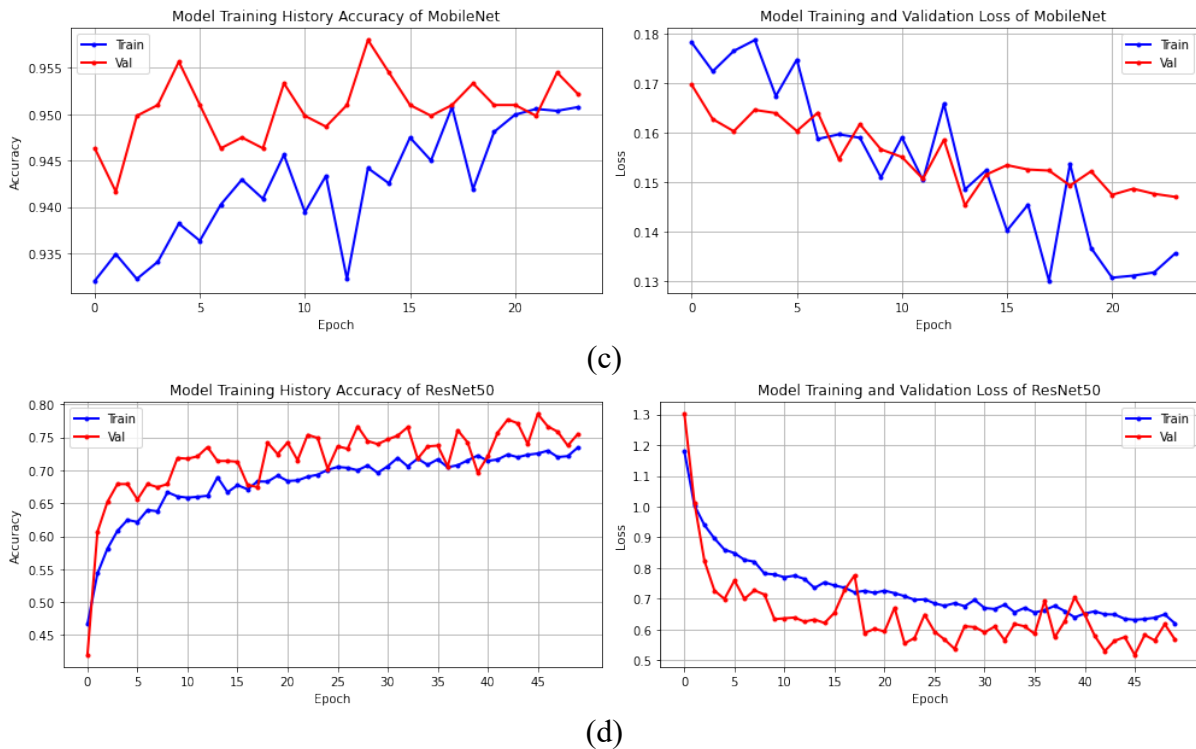 Model Training History Accuracy of MobileNet
Train
Val
0.955
0.950
0.945
0.940
0.935
Accuracy
0 5 10 15 20
Epoch
Model Training and Validation Loss of MobileNet
Train
Val
0.18
0.17
0.16
0.15
0.14
0.13
Loss
0 5 10 15 20
Epoch
(c)
Model Training History Accuracy of ResNet50
Train
Val
0.80
0.75
0.70
0.65
0.60
0.55
0.50
0.45
Accuracy
0 5 10 15 20 25 30 35 40 45
Epoch
Model Training and Validation Loss of ResNet50
Train
Val
1.3
1.2
1.1
1.0
0.9
0.8
0.7
0.6
0.5
Loss
0 5 10 15 20 25 30 35 40 45
Epoch
(d)